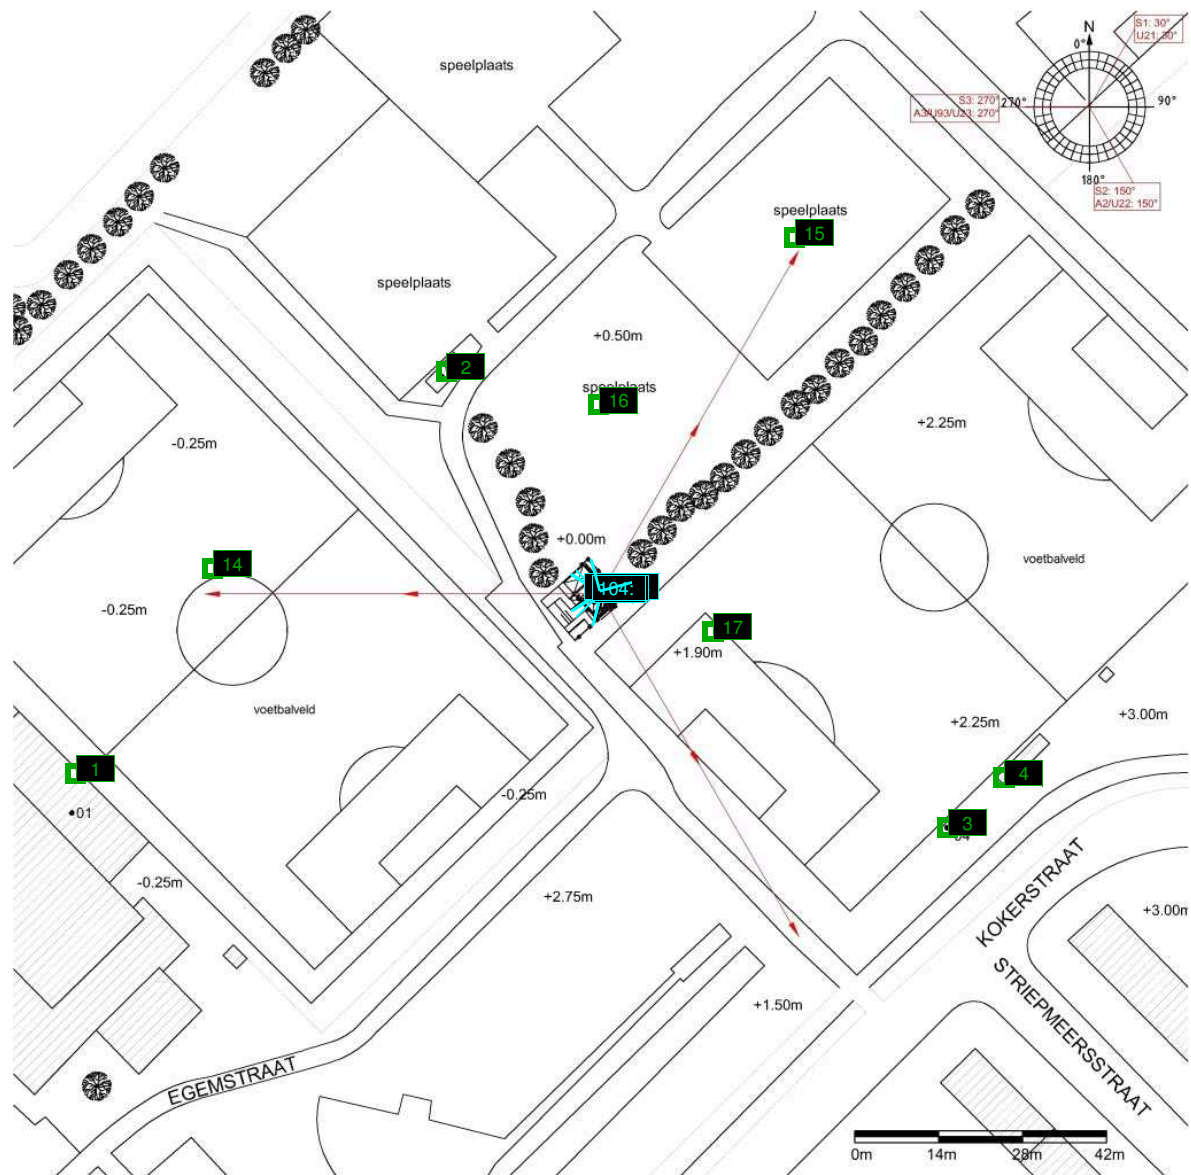 speelplaats
N
0°
S1: 30°
U21: 30°
S3: 270°
A3/U93/U23: 270°
270°
90°
180°
S2: 150°
A2/U22: 150°
speelplaats
15
speelplaats
+0.50m
2
speelplaats
16
-0.25m
+2.25m
+0.00m
voetbalveld
14
104:
-0.25m
17
+1.90m
voetbalveld
+2.25m
+3.00m
1
4
-0.25m
01
3
-0.25m
+2.75m
KOKERSTRAAT
+3.00m
+1.50m
STRIEPMEERSSTRAAT
EGEMSTRAAT
0m
14m
28m
42m